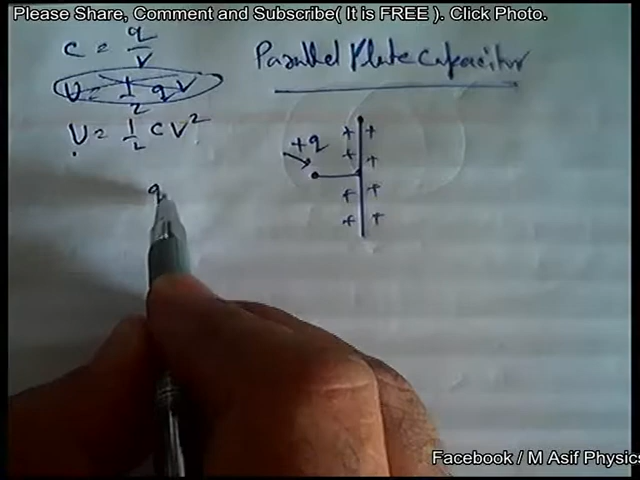 Please Share, Comment and Subscribe( It is FREE ). Click Photo.
C = q/V
U = 1/2 qV
U = 1/2 CV²
Parallel Plate Capacitor
+q
+ +
+ +
+ +
+ +
q
Facebook / M Asif Physics